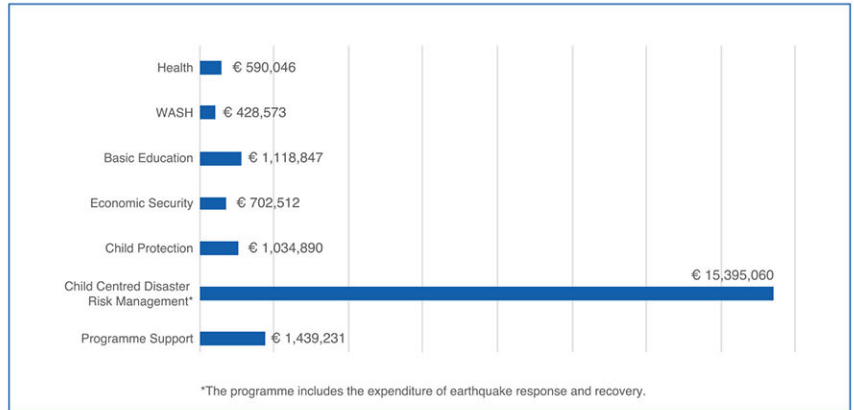 Health € 590,046
WASH € 428,573
Basic Education € 1,118,847
Economic Security € 702,512
Child Protection € 1,034,890
€ 15,395,060
Child Centred Disaster
Risk Management*
Programme Support € 1,439,231
*The programme includes the expenditure of earthquake response and recovery.